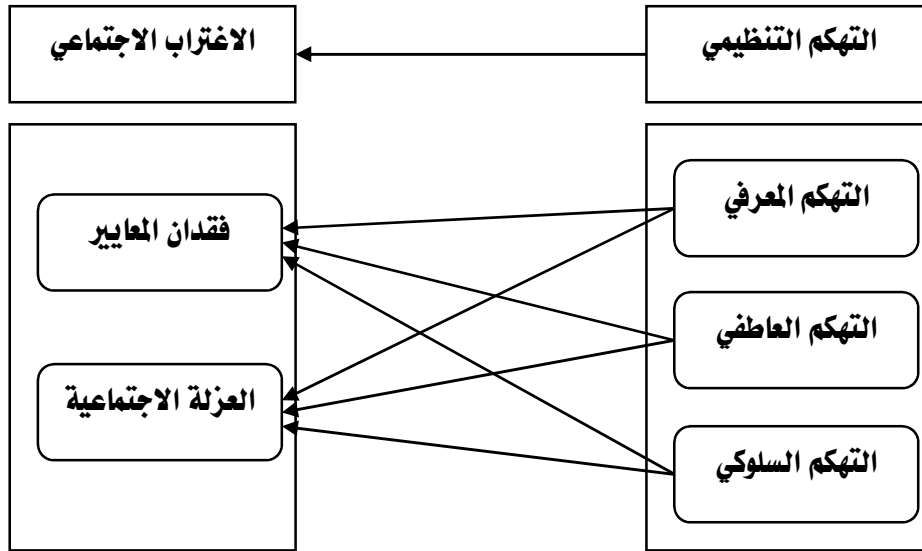 التهكم التنظيمي
الاغتراب الاجتماعي
التهكم المعرفي
التهكم العاطفي
التهكم السلوكي
فقدان المعايير
العزلة الاجتماعية